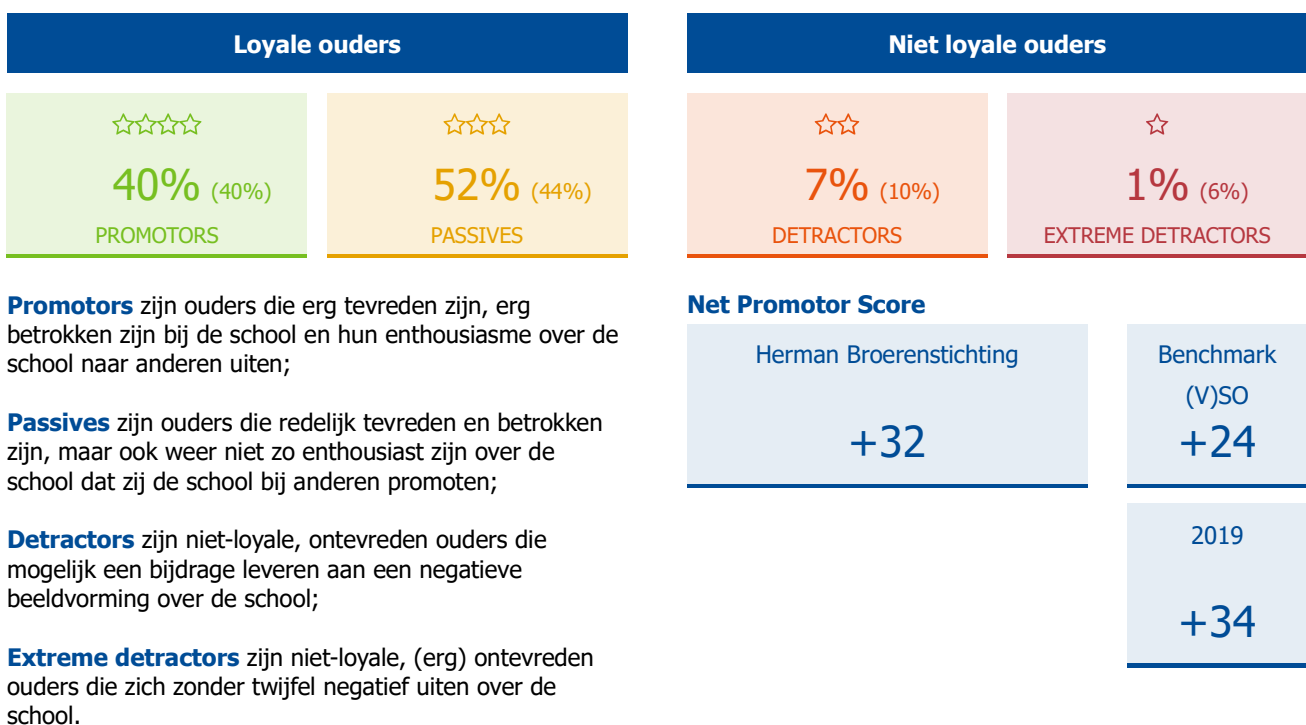 Loyale ouders
Niet loyale ouders
40% (40%)
PROMOTORS
52% (44%)
PASSIVES
7% (10%)
DETRACTORS
1% (6%)
EXTREME DETRACTORS
Promotors zijn ouders die erg tevreden zijn, erg
betrokken zijn bij de school en hun enthousiasme over de
school naar anderen uiten;
Passives zijn ouders die redelijk tevreden en betrokken
zijn, maar ook weer niet zo enthousiast zijn over de
school dat zij de school bij anderen promoten;
Detractors zijn niet-loyale, ontevreden ouders die
mogelijk een bijdrage leveren aan een negatieve
beeldvorming over de school;
Extreme detractors zijn niet-loyale, (erg) ontevreden
ouders die zich zonder twijfel negatief uiten over de
school.
Net Promotor Score
Herman Broerenstichting
+32
Benchmark
(V)SO
+24
2019
+34